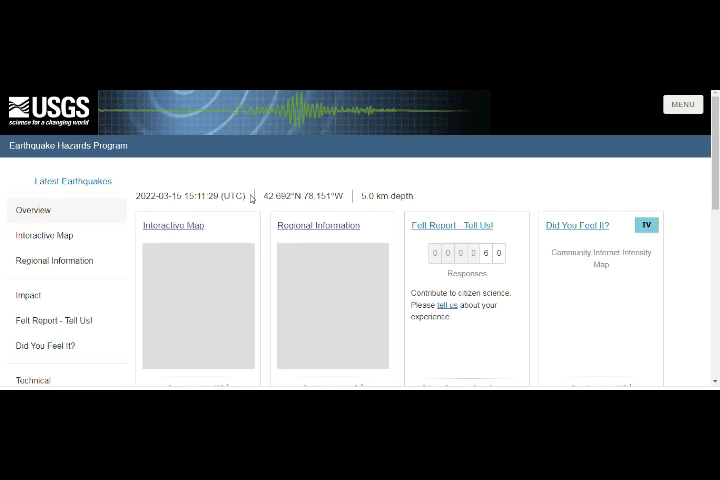 USGS
science for a changing world
MENU
Earthquake Hazards Program
Latest Earthquakes
2022-03-15 15:11:29 (UTC) 42.692°N 78.151°W 5.0 km depth
Overview
Interactive Map
Regional Information
Impact
Felt Report - Tell Us!
Did You Feel It?
Technical
Interactive Map
Regional Information
Felt Report - Tell Us!
0 0 0 0 6 0
Responses
Contribute to citizen science.
Please tell us about your
experience.
Did You Feel It?
IV
Community Internet Intensity
Map